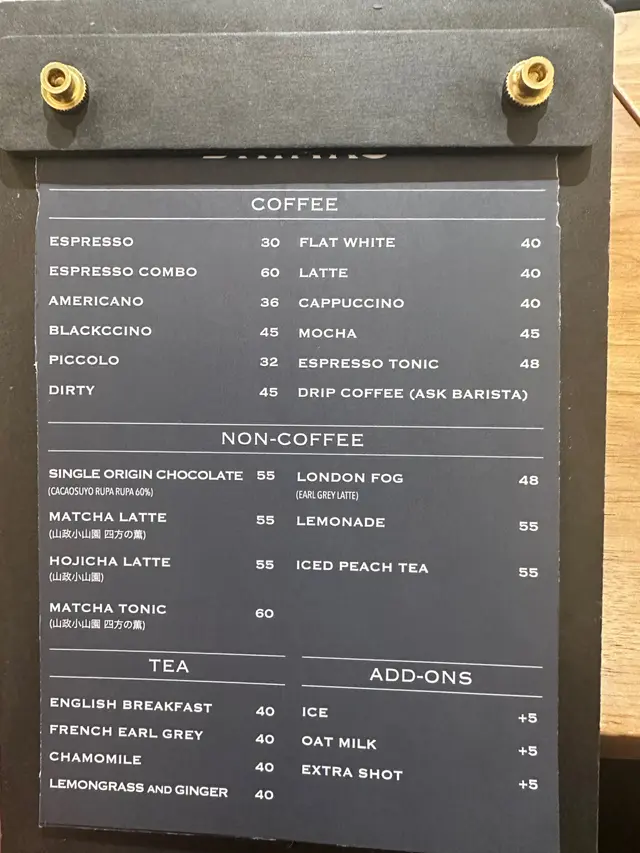 COFFEE
ESPRESSO 30
ESPRESSO COMBO 60
AMERICANO 36
BLACKCCINO 45
PICCOLO 32
DIRTY 45
FLAT WHITE 40
LATTE 40
CAPPUCCINO 40
MOCHA 45
ESPRESSO TONIC 48
DRIP COFFEE (ASK BARISTA)
NON-COFFEE
SINGLE ORIGIN CHOCOLATE 55
(CACAOSUYO RUPA RUPA 60%)
MATCHA LATTE 55
(山政小山園 四方の薫)
HOJICHA LATTE 55
(山政小山園)
MATCHA TONIC 60
(山政小山園 四方の薫)
LONDON FOG 48
(EARL GREY LATTE)
LEMONADE 55
ICED PEACH TEA 55
TEA
ENGLISH BREAKFAST 40
FRENCH EARL GREY 40
CHAMOMILE 40
LEMONGRASS AND GINGER 40
ADD-ONS
ICE +5
OAT MILK +5
EXTRA SHOT +5